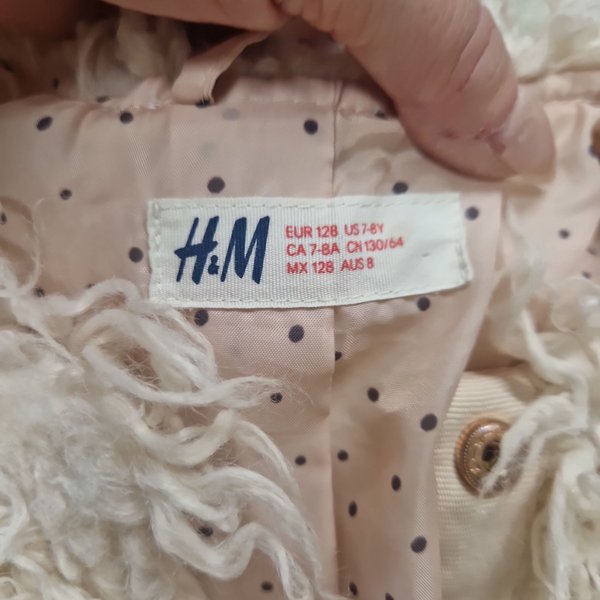 H&M
EUR 128 US 7-8Y
CA 7-8A CN 130/64
MX 128 AUS 8